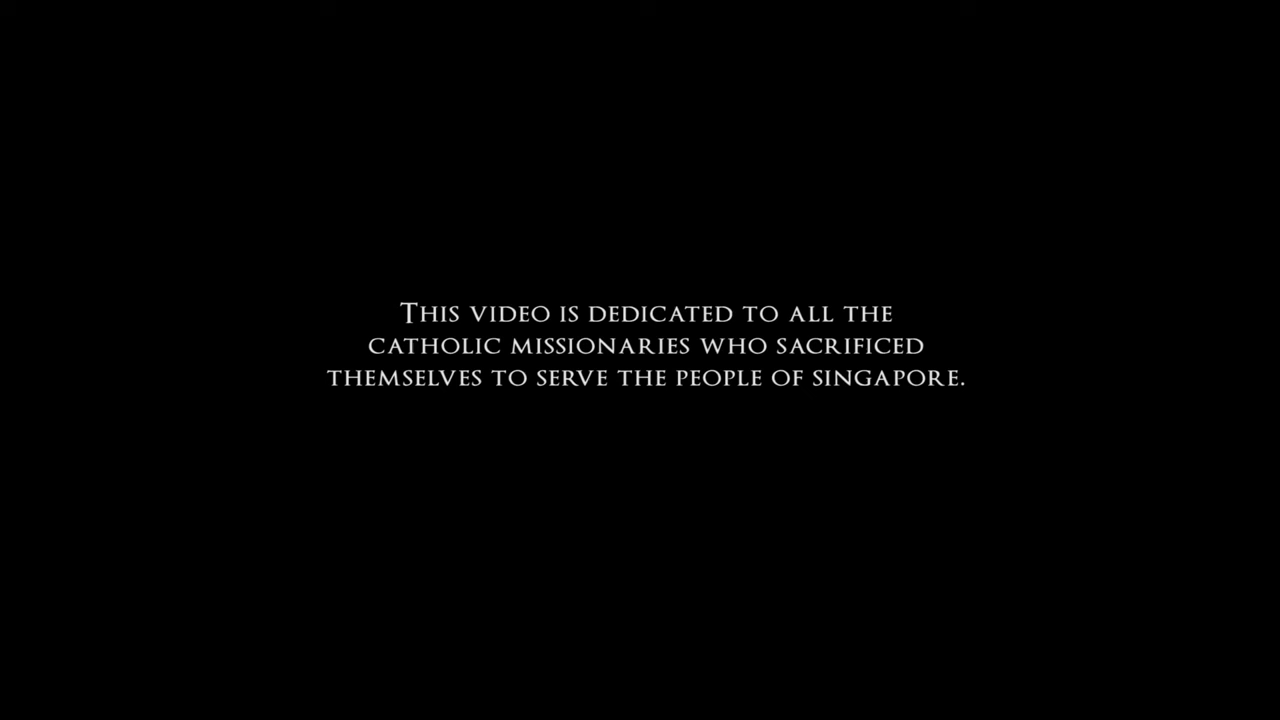 This video is dedicated to all the
catholic missionaries who sacrificed
themselves to serve the people of singapore.